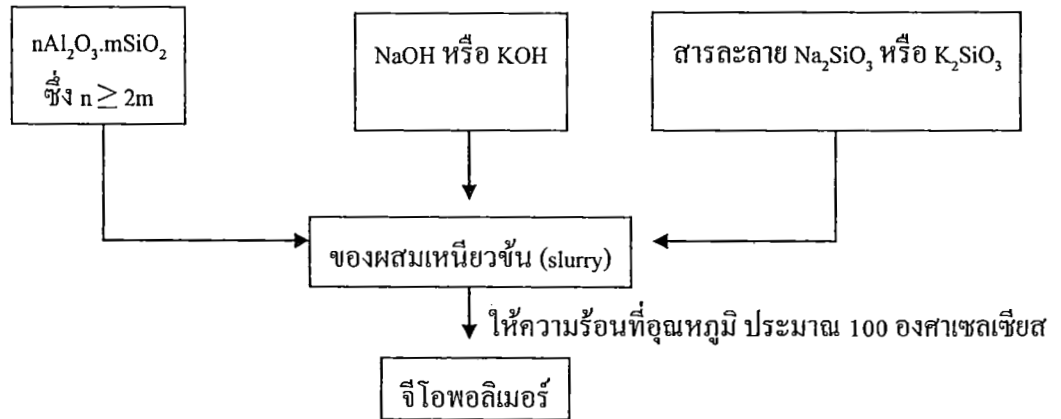 nAl₂O₃.mSiO₂
ซึ่ง n ≥ 2m
NaOH หรือ KOH
สารละลาย Na₂SiO₃ หรือ K₂SiO₃
ของผสมเหนียวข้น (slurry)
ให้ความร้อนที่อุณหภูมิ ประมาณ 100 องศาเซลเซียส
จีโอพอลิเมอร์